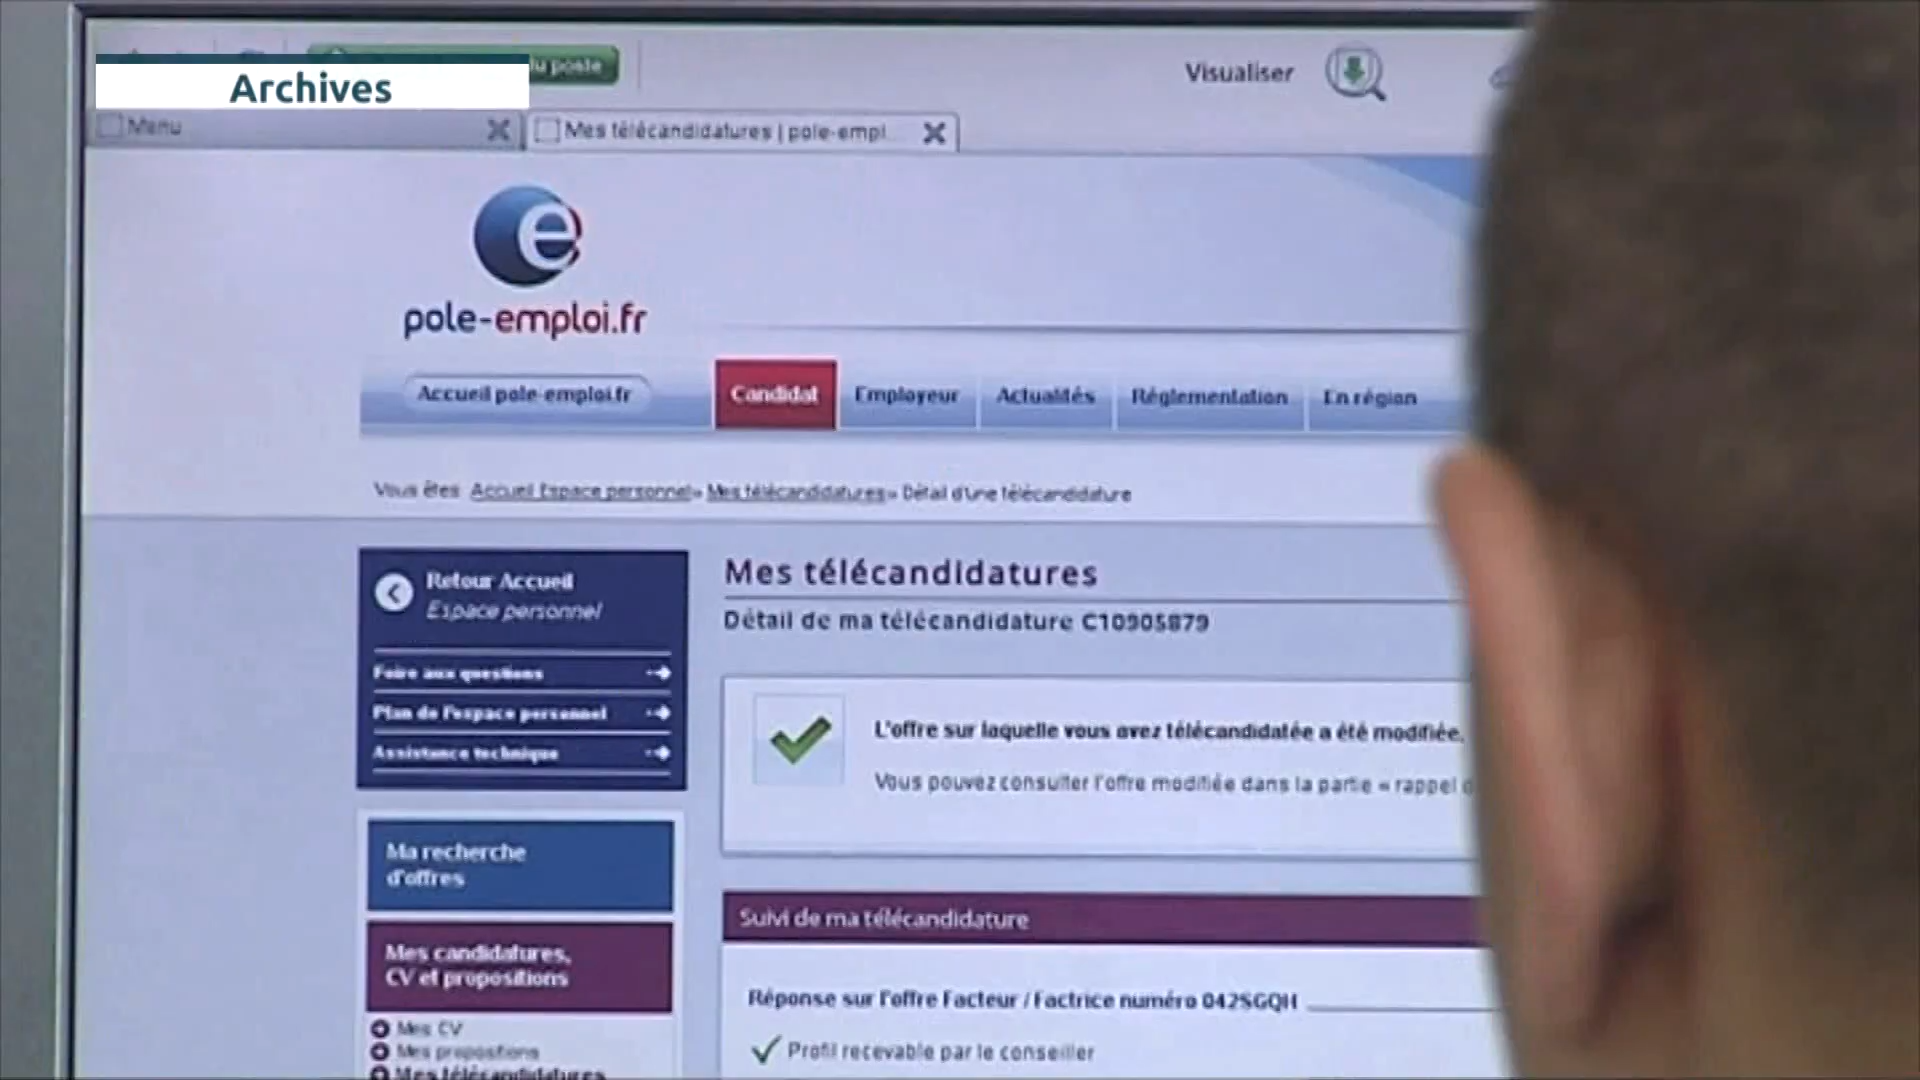 Archives
du poste
Visualiser
Menu
Mes télécandidatures | pole-empl...
pole-emploi.fr
Accueil pole-emploi.fr
Candidat
Employeur
Actualités
Réglementation
En région
Vous êtes Accueil Espace personnel» Mes télécandidatures» Détail d'une télécandidature
Retour Accueil
Espace personnel
Foire aux questions
Plan de l'espace personnel
Assistance technique
Ma recherche
d'offres
Mes candidatures,
CV et propositions
Mes CV
Mes propositions
Mes télécandidatures
Mes télécandidatures
Détail de ma télécandidature C10905879
L'offre sur laquelle vous avez télécandidatée a été modifiée.
Vous pouvez consulter l'offre modifiée dans la partie « rappel
Suivi de ma télécandidature
Réponse sur l'offre Facteur / Factrice numéro 042SGQH
Profil recevable par le conseiller